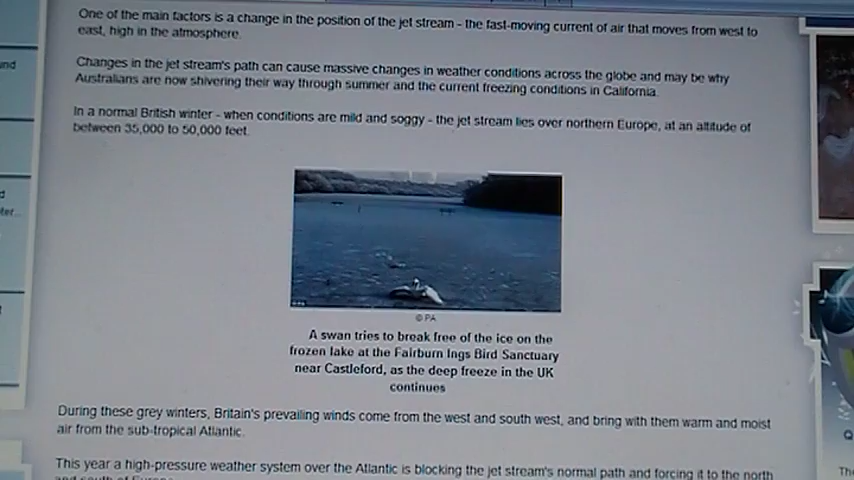 One of the main factors is a change in the position of the jet stream - the fast-moving current of air that moves from west to
east, high in the atmosphere.
Changes in the jet stream's path can cause massive changes in weather conditions across the globe and may be why
Australians are now shivering their way through summer and the current freezing conditions in California.
In a normal British winter - when conditions are mild and soggy - the jet stream lies over northern Europe, at an altitude of
between 35,000 to 50,000 feet.
© PA
A swan tries to break free of the ice on the
frozen lake at the Fairburn Ings Bird Sanctuary
near Castleford, as the deep freeze in the UK
continues
During these grey winters, Britain's prevailing winds come from the west and south west, and bring with them warm and moist
air from the sub-tropical Atlantic.
This year a high-pressure weather system over the Atlantic is blocking the jet stream's normal path and forcing it to the north
and south of Europe